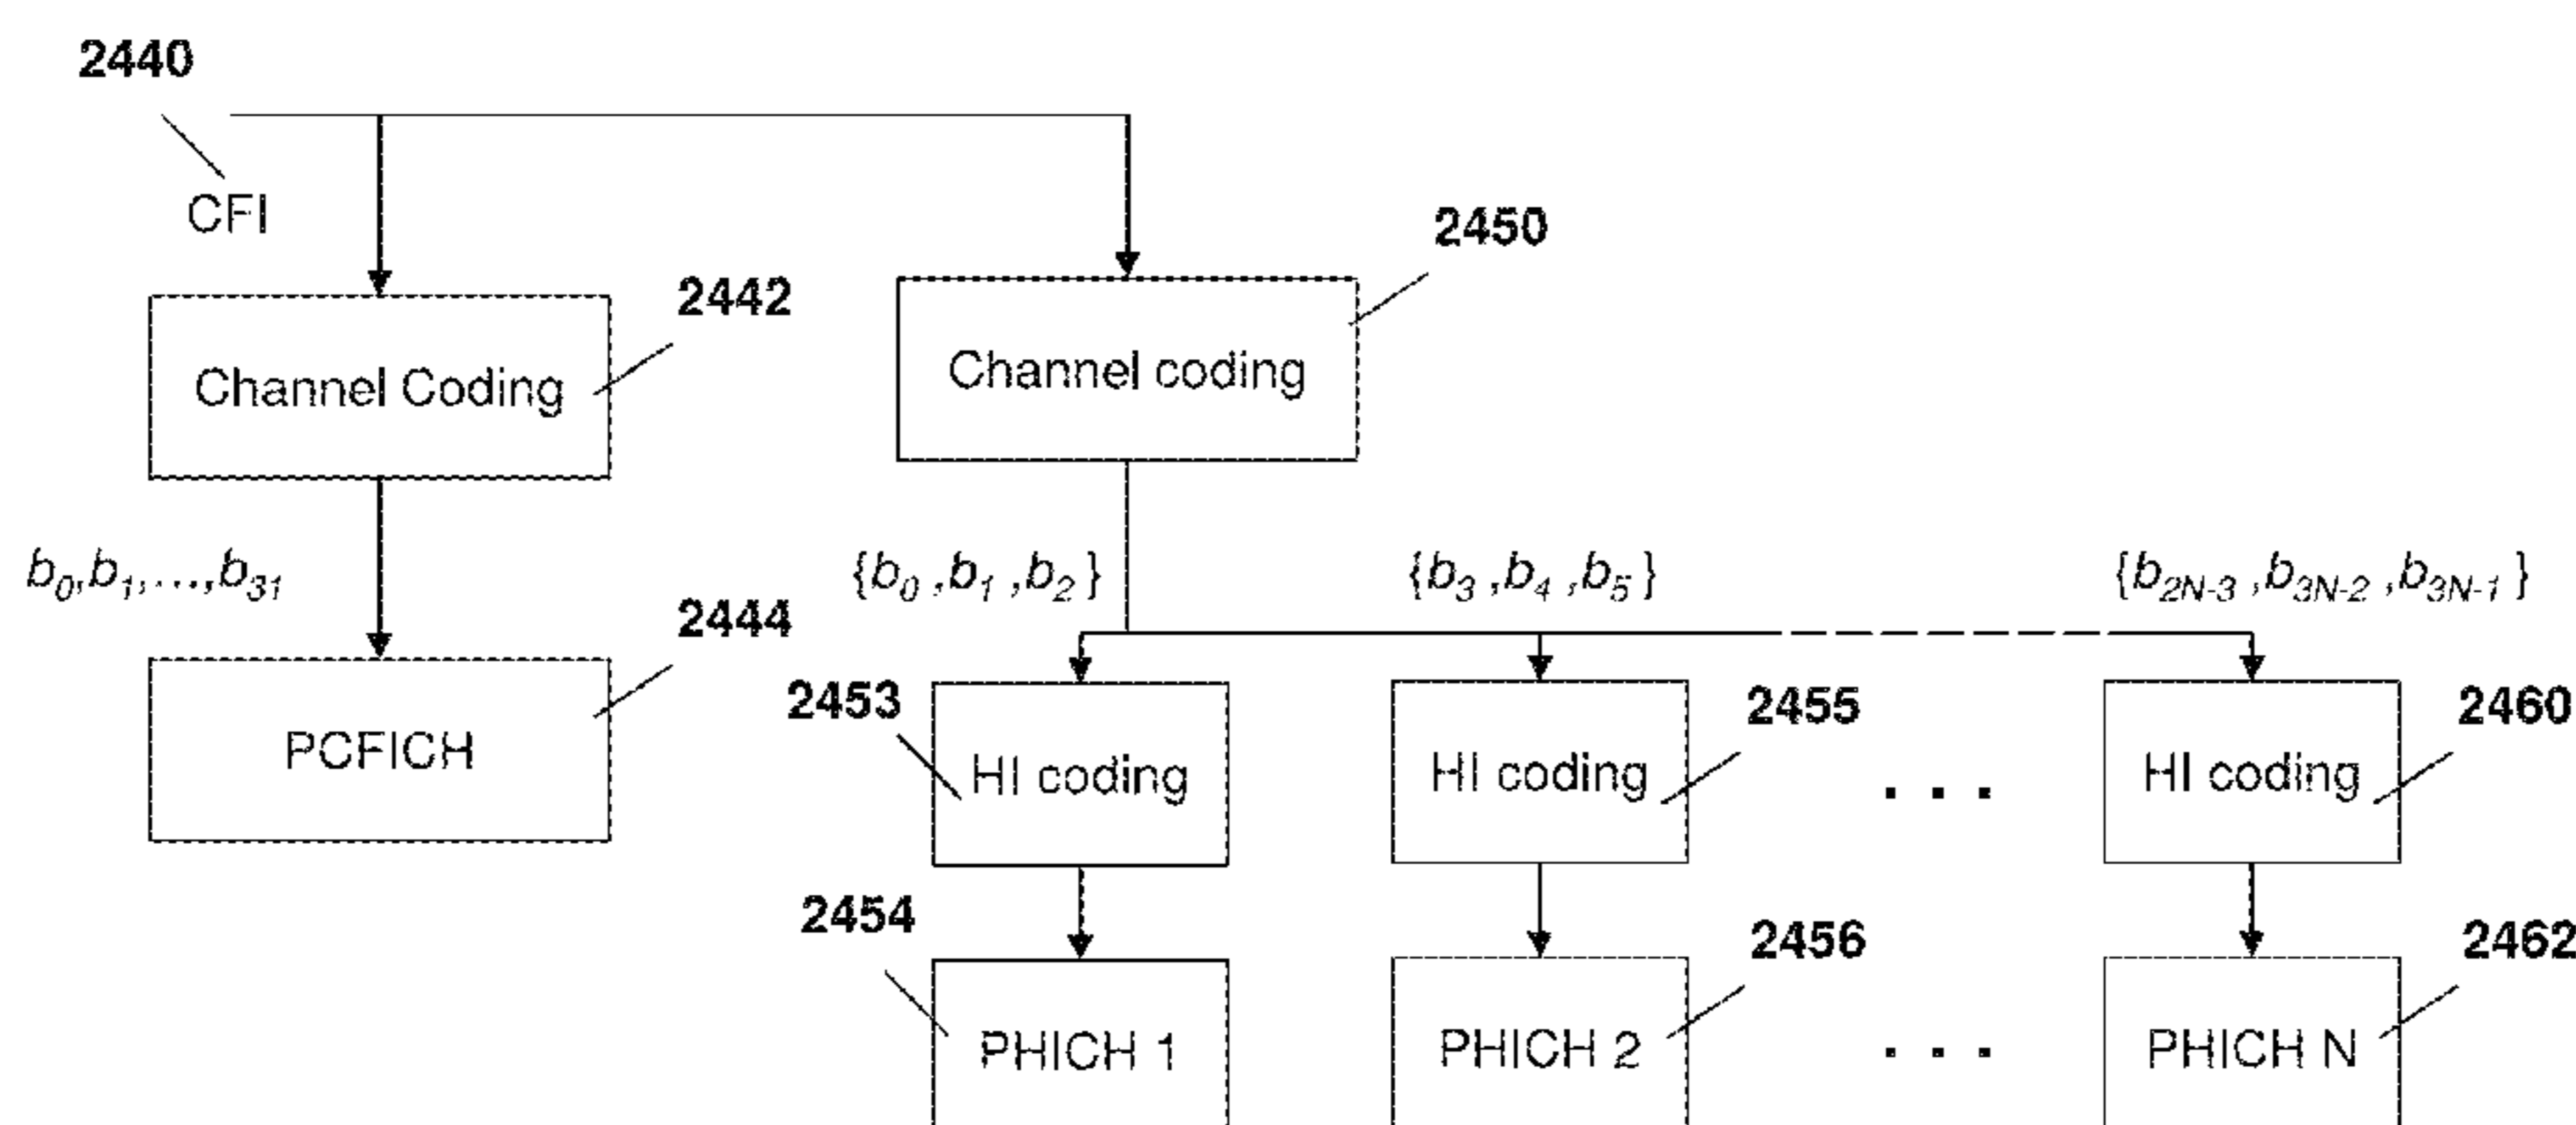 2440
CFI
2450
2442
Channel Coding
Channel coding
b₀,b₁,...,b₃₁
{b₀ ,b₁ ,b₂ }
{b₃ ,b₄ ,b₅ }
{b₂N₋₃ ,b₃N₋₂ ,b₃N₋₁ }
2444
PCFICH
2453
HI coding
2455
HI coding
. . .
2460
HI coding
2454
PHICH 1
2456
PHICH 2
. . .
2462
PHICH N